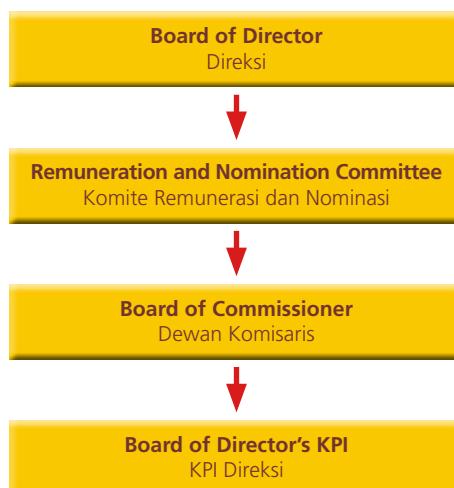 Board of Director
Direksi
Remuneration and Nomination Committee
Komite Remunerasi dan Nominasi
Board of Commissioner
Dewan Komisaris
Board of Director's KPI
KPI Direksi